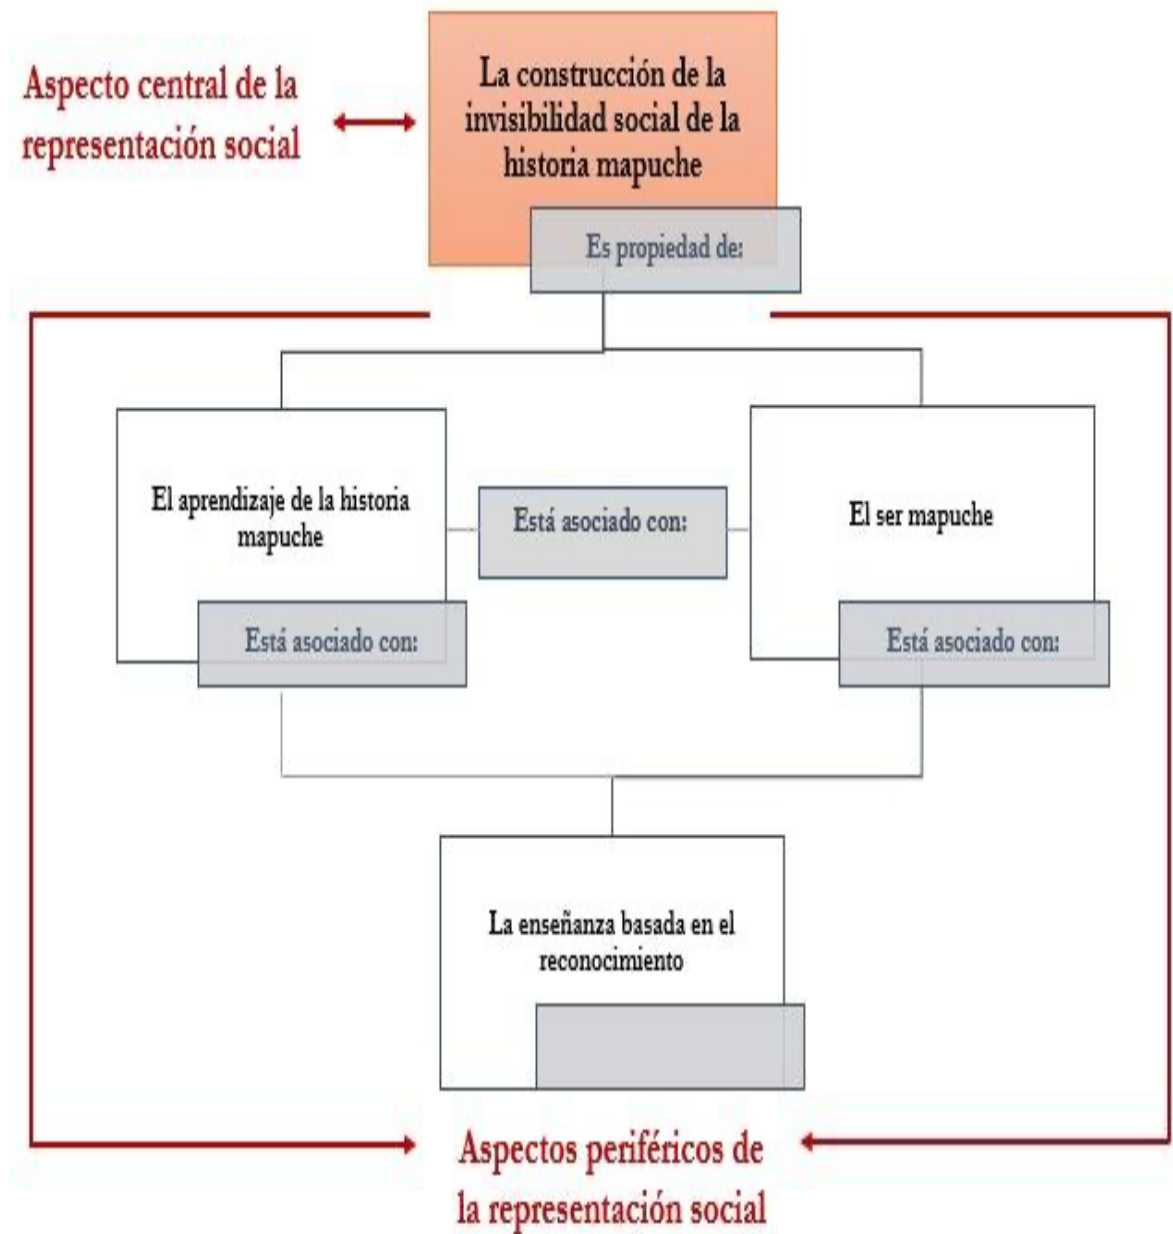 Aspecto central de la
representación social
La construcción de la
invisibilidad social de la
historia mapuche
Es propiedad de:
El aprendizaje de la historia
mapuche
Está asociado con:
El ser mapuche
Está asociado con:
Está asociado con:
La enseñanza basada en el
reconocimiento
Aspectos periféricos de
la representación social